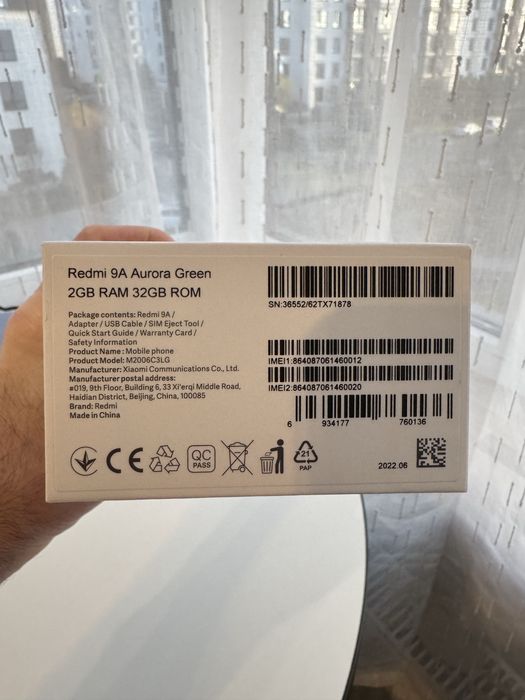 Redmi 9A Aurora Green
2GB RAM 32GB ROM
Package contents: Redmi 9A /
Adapter / USB Cable / SIM Eject Tool /
Quick Start Guide / Warranty Card /
Safety Information
Product Name: Mobile phone
Product Model: M2006C3LG
Manufacturer: Xiaomi Communications Co., Ltd.
Manufacturer postal address:
#019, 9th Floor, Building 6, 33 Xi'erqi Middle Road,
Haidian District, Beijing, China, 100085
Brand: Redmi
Made in China
SN:36552/62TX71878
IMEI1:864087061460012
IMEI2:864087061460020
6 934177 760136
CE
QC
PASS
21
PAP
2022.06